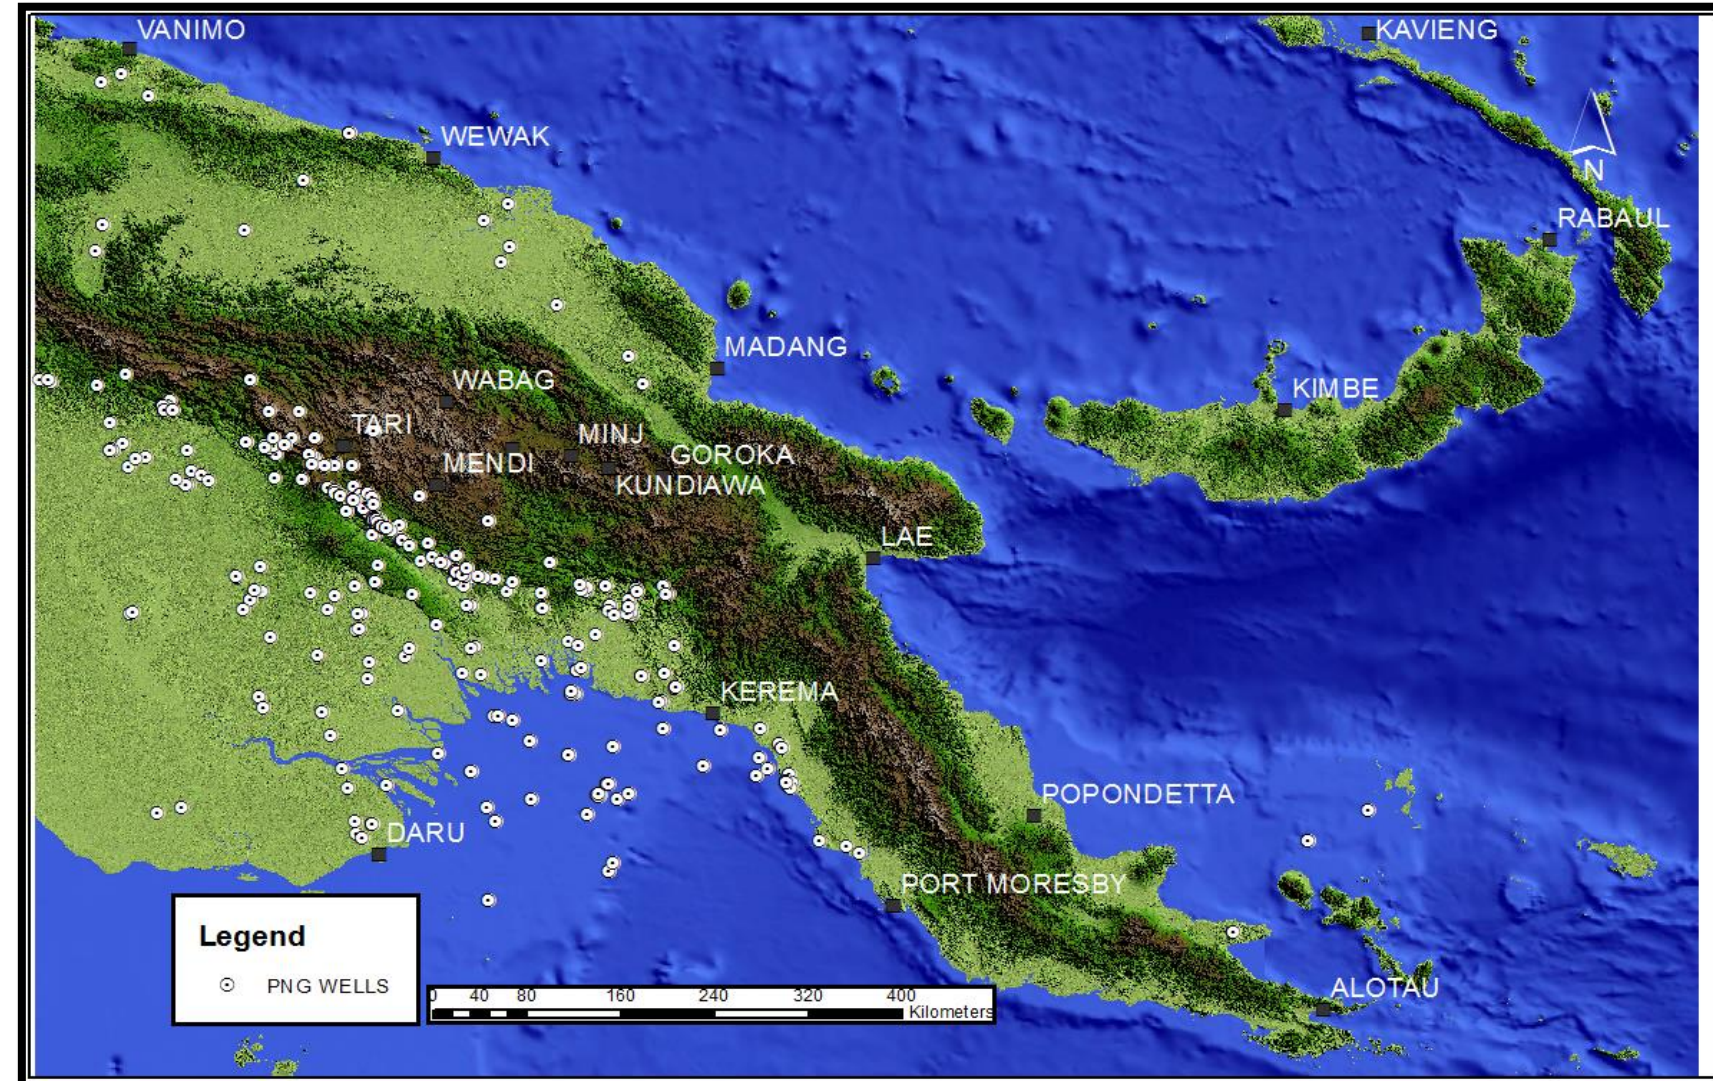 VANIMO
KAVIENG
WEWAK
N
RABAUL
MADANG
WABAG
KIMBE
TARI
MINJ
MENDI
GOROKA
KUNDIAWA
LAE
KEREMA
POPONDETTA
DARU
PORT MORESBY
Legend
PNG WELLS
ALOTAU
0 40 80 160 240 320 400
Kilometers